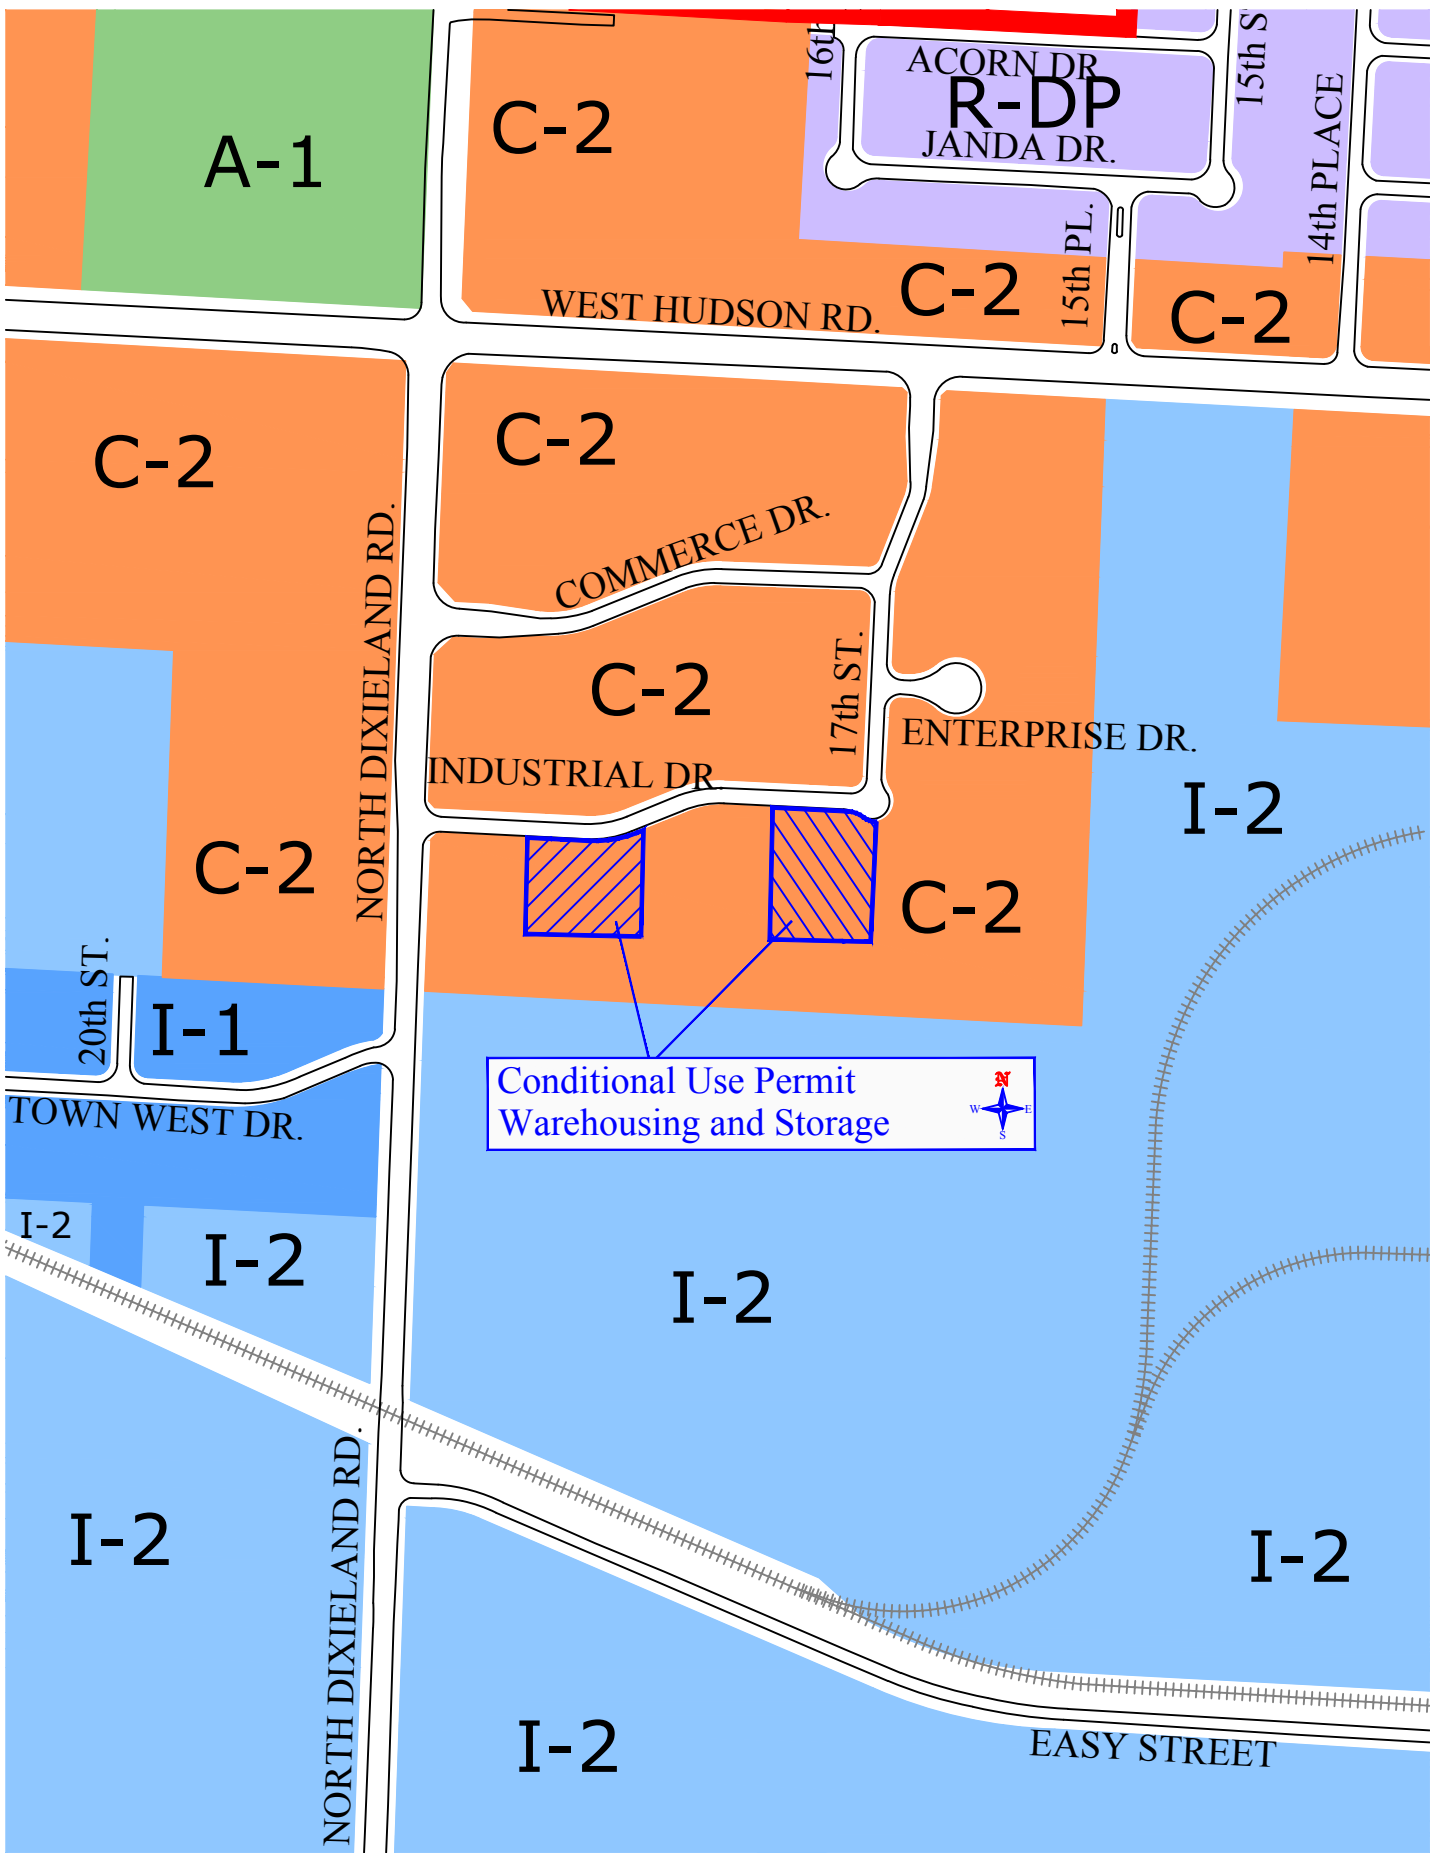 16th
ACORN DR
15th S
R-DP
C-2
A-1
JANDA DR.
14th PLACE
15th PL.
C-2
WEST HUDSON RD.
C-2
C-2
C-2
NORTH DIXIELAND RD.
COMMERCE DR.
C-2
17th ST.
ENTERPRISE DR.
INDUSTRIAL DR.
I-2
C-2
C-2
20th ST.
I-1
Conditional Use Permit
Warehousing and Storage
N
W
E
S
TOWN WEST DR.
I-2
I-2
I-2
NORTH DIXIELAND RD.
I-2
I-2
I-2
EASY STREET